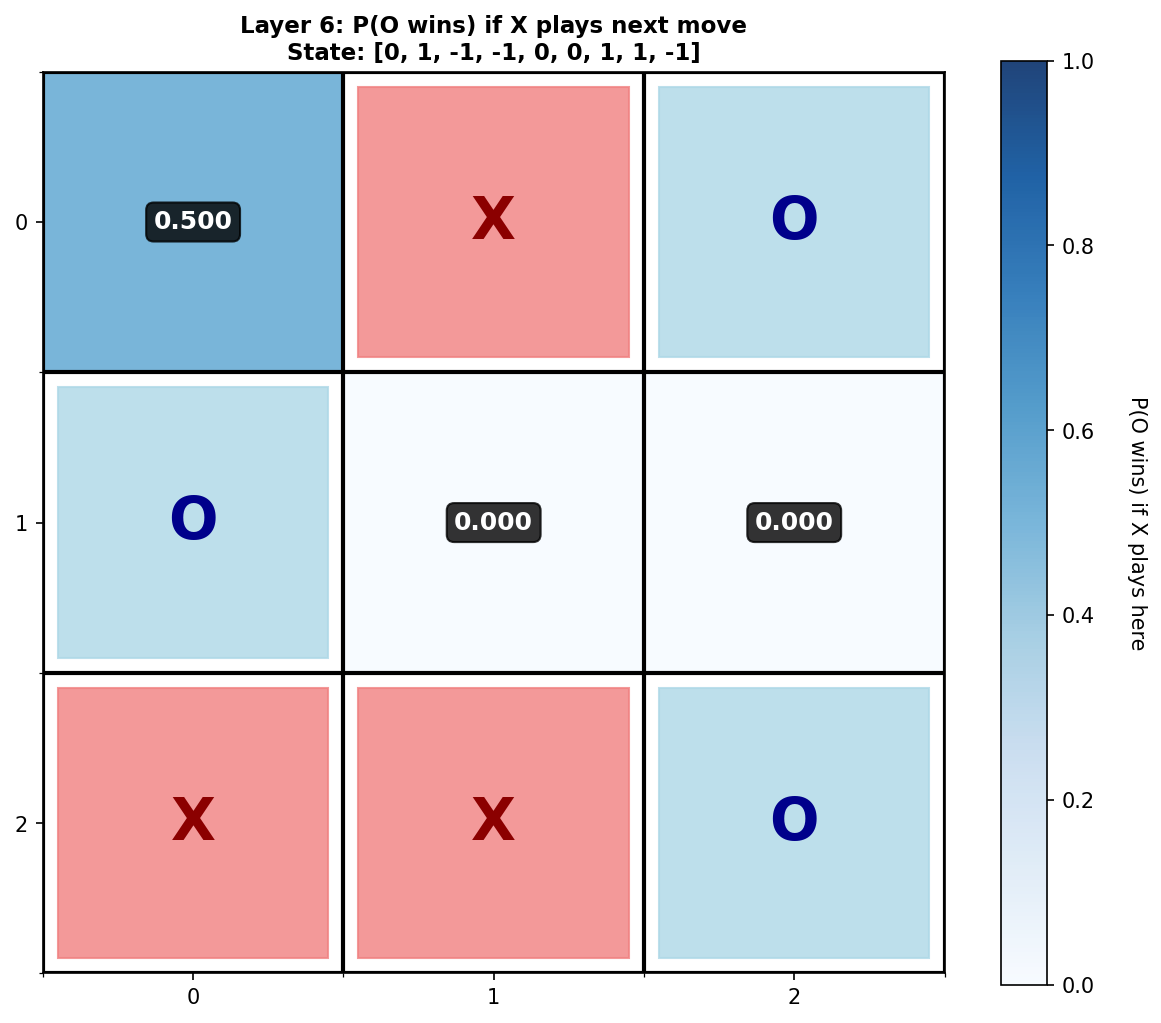 Layer 6: P(O wins) if X plays next move
State: [0, 1, -1, -1, 0, 0, 1, 1, -1]
0
0.500
X
O
1
O
0.000
0.000
2
X
X
O
0
1
2
1.0
0.8
0.6
0.4
0.2
0.0
P(O wins) if X plays here